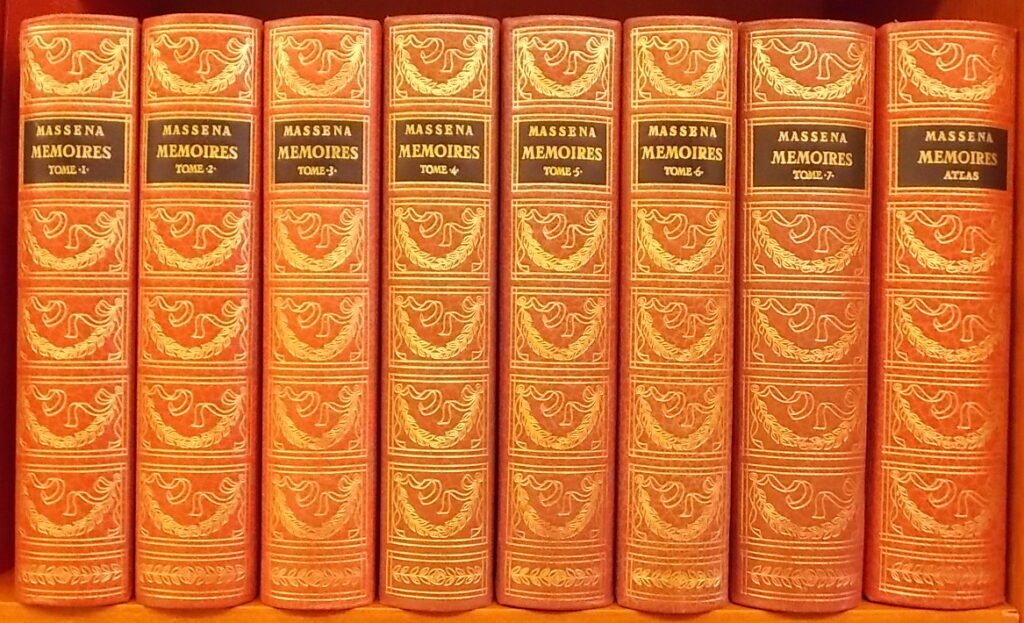 MASSENA
MEMOIRES
TOME·1·
MASSENA
MEMOIRES
TOME·2·
MASSENA
MEMOIRES
TOME·3·
MASSENA
MEMOIRES
TOME·4·
MASSENA
MEMOIRES
TOME·5·
MASSENA
MEMOIRES
TOME·6·
MASSENA
MEMOIRES
TOME·7·
MASSENA
MEMOIRES
ATLAS